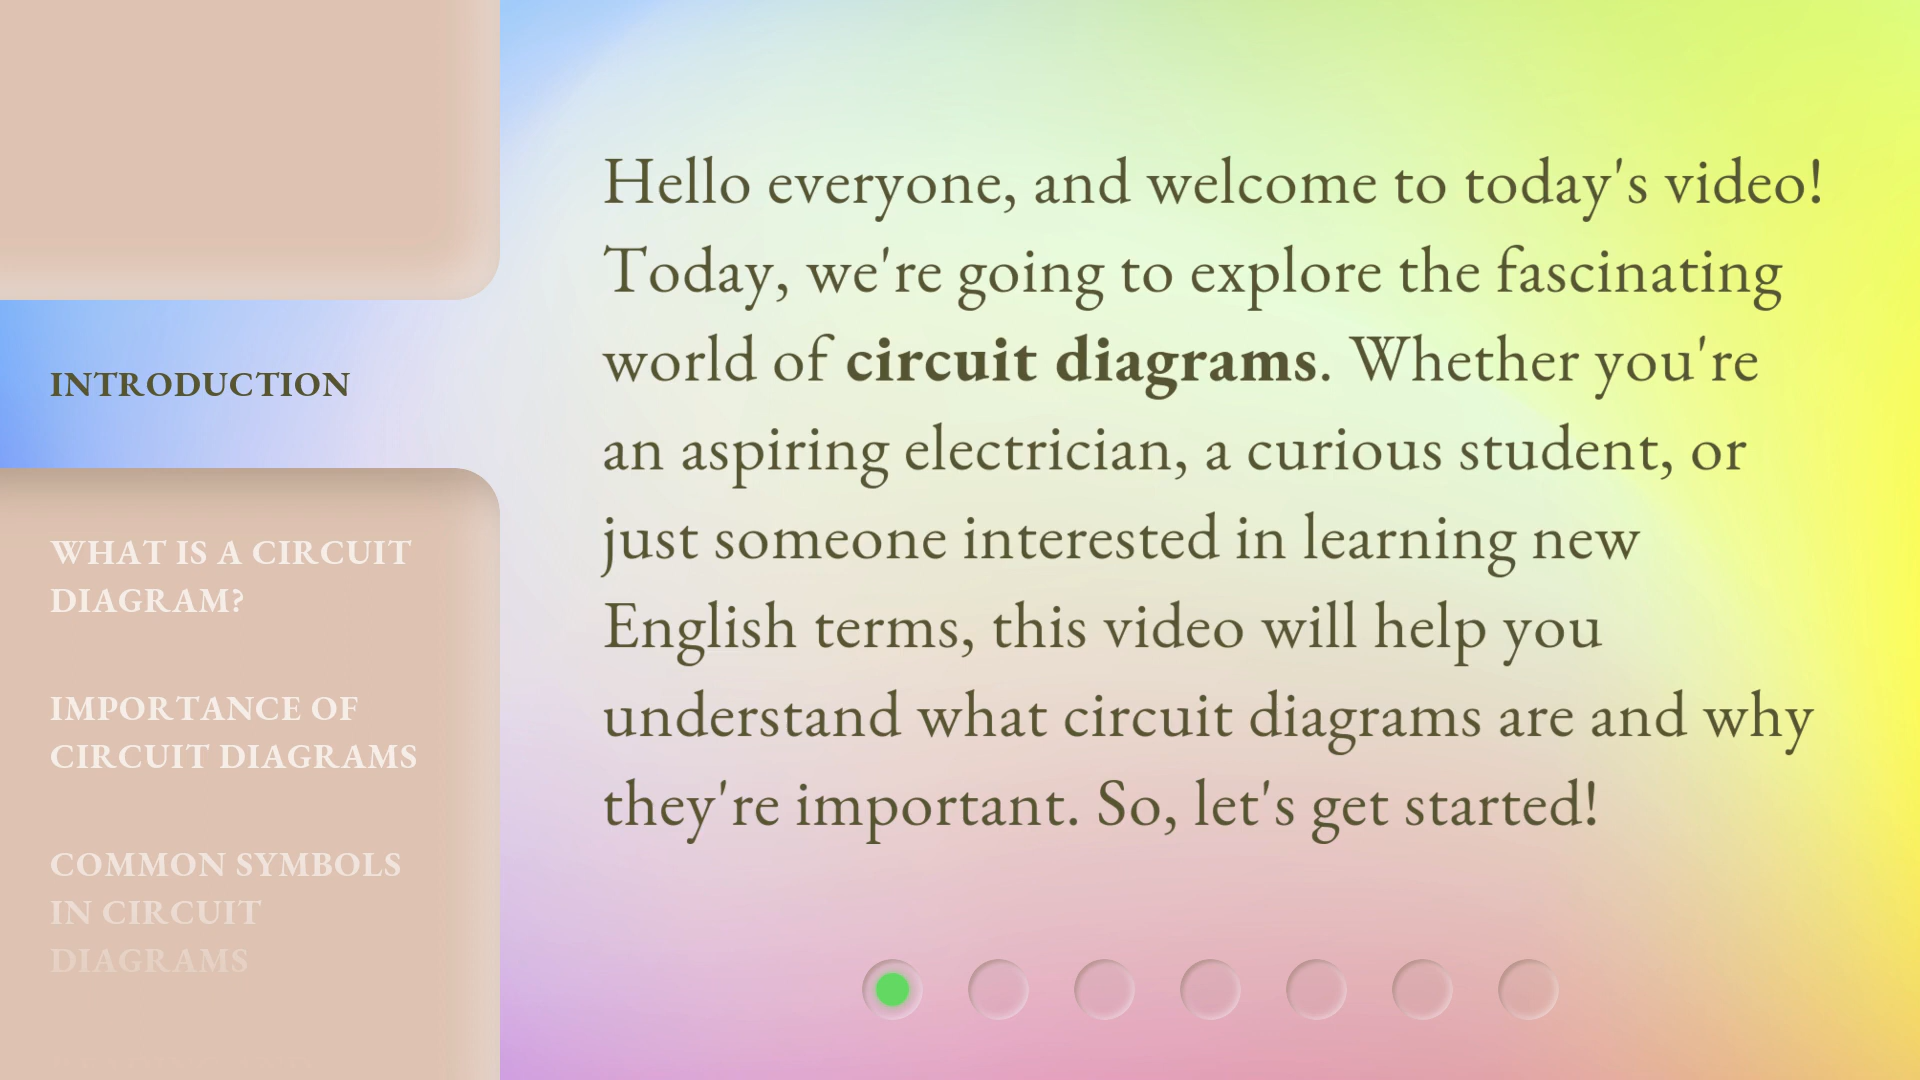 INTRODUCTION
WHAT IS A CIRCUIT
DIAGRAM?
IMPORTANCE OF
CIRCUIT DIAGRAMS
COMMON SYMBOLS
IN CIRCUIT
DIAGRAMS
Hello everyone, and welcome to today's video!
Today, we're going to explore the fascinating
world of circuit diagrams. Whether you're
an aspiring electrician, a curious student, or
just someone interested in learning new
English terms, this video will help you
understand what circuit diagrams are and why
they're important. So, let's get started!